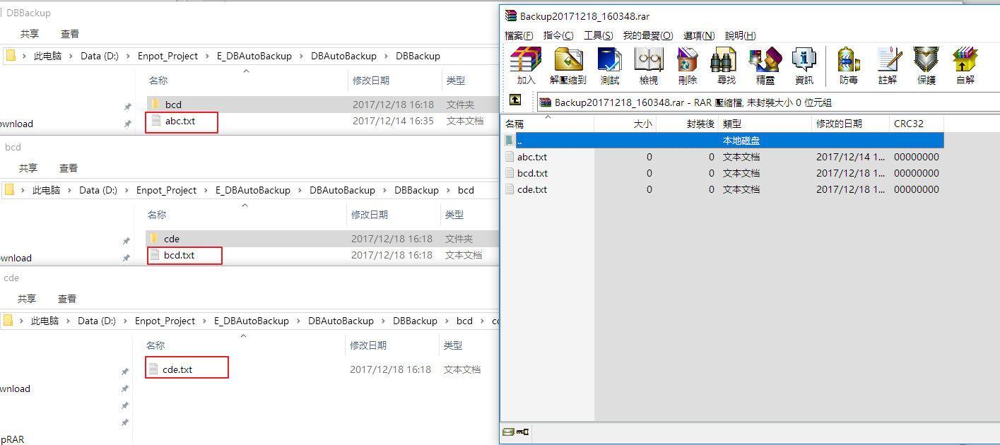 DBBackup
共享 查看
此电脑 › Data (D:) › Enpot_Project › E_DBAutoBackup › DBAutoBackup › DBBackup
名称 修改日期 类型
bcd 2017/12/18 16:18 文件夹
abc.txt 2017/12/14 16:35 文本文档
ownload
bcd
共享 查看
此电脑 › Data (D:) › Enpot_Project › E_DBAutoBackup › DBAutoBackup › DBBackup › bcd
名称 修改日期 类型
cde 2017/12/18 16:18 文件夹
bcd.txt 2017/12/18 16:18 文本文档
ownload
cde
共享 查看
此电脑 › Data (D:) › Enpot_Project › E_DBAutoBackup › DBAutoBackup › DBBackup › bcd ›
名称 修改日期 类型
cde.txt 2017/12/18 16:18 文本文档
wnload
pRAR
Backup20171218_160348.rar
檔案(F) 指令(C) 工具(S) 我的最愛(O) 選項(N) 說明(H)
加入 解壓縮到 測試 檢視 刪除 尋找 精靈 資訊 防毒 註解 保護 自解
Backup20171218_160348.rar - RAR 壓縮檔, 未封裝大小 0 位元組
名稱 大小 封裝後 類型 修改的日期 CRC32
.. 本地磁盘
abc.txt 0 0 文本文档 2017/12/14 1... 00000000
bcd.txt 0 0 文本文档 2017/12/18 1... 00000000
cde.txt 0 0 文本文档 2017/12/18 1... 00000000